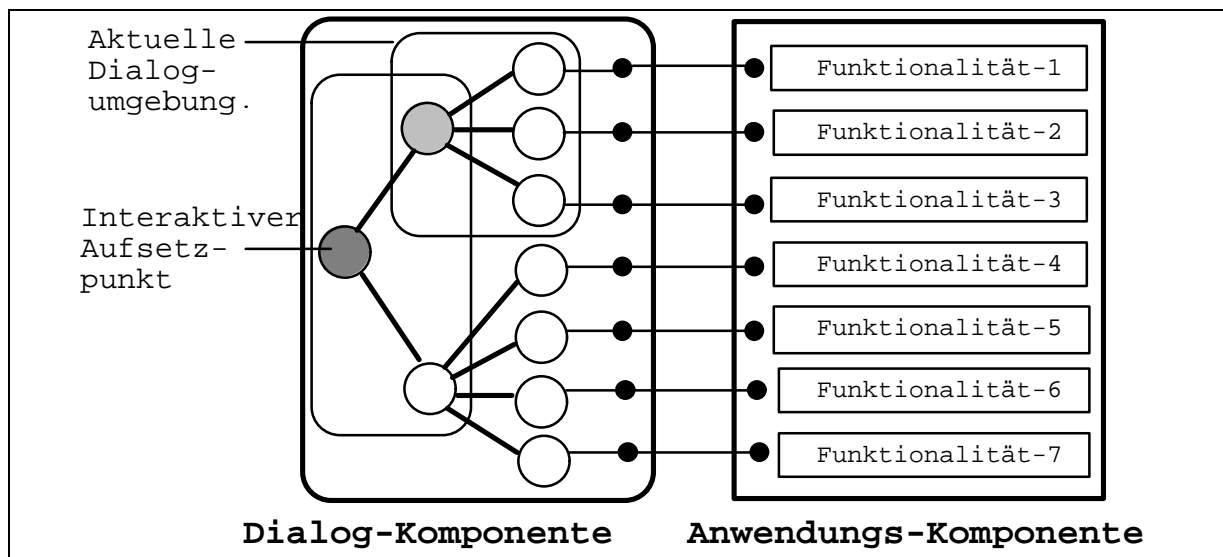 Aktuelle
Dialog-
umgebung.
Interaktiver
Aufsetz-
punkt
Funktionalität-1
Funktionalität-2
Funktionalität-3
Funktionalität-4
Funktionalität-5
Funktionalität-6
Funktionalität-7
Dialog-Komponente
Anwendungs-Komponente